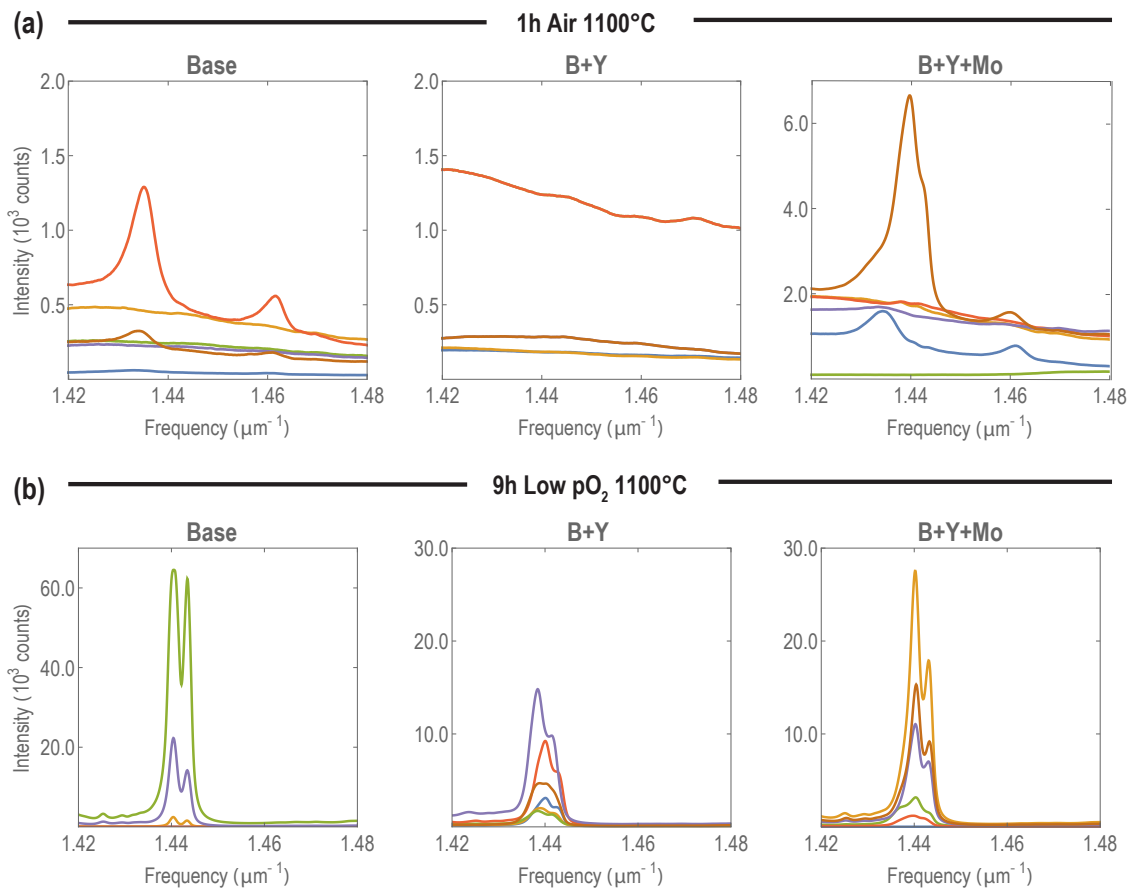 (a) 1h Air 1100°C
Base B+Y B+Y+Mo
2.0 2.0
1.5 1.5 6.0
1.0 1.0 4.0
0.5 0.5 2.0
Intensity (10³ counts)
1.42 1.44 1.46 1.48 1.42 1.44 1.46 1.48 1.42 1.44 1.46 1.48
Frequency (µm⁻¹) Frequency (µm⁻¹) Frequency (µm⁻¹)
(b) 9h Low pO₂ 1100°C
Base B+Y B+Y+Mo
30.0 30.0
60.0
40.0 20.0 20.0
20.0 10.0 10.0
Intensity (10³ counts)
1.42 1.44 1.46 1.48 1.42 1.44 1.46 1.48 1.42 1.44 1.46 1.48
Frequency (µm⁻¹) Frequency (µm⁻¹) Frequency (µm⁻¹)